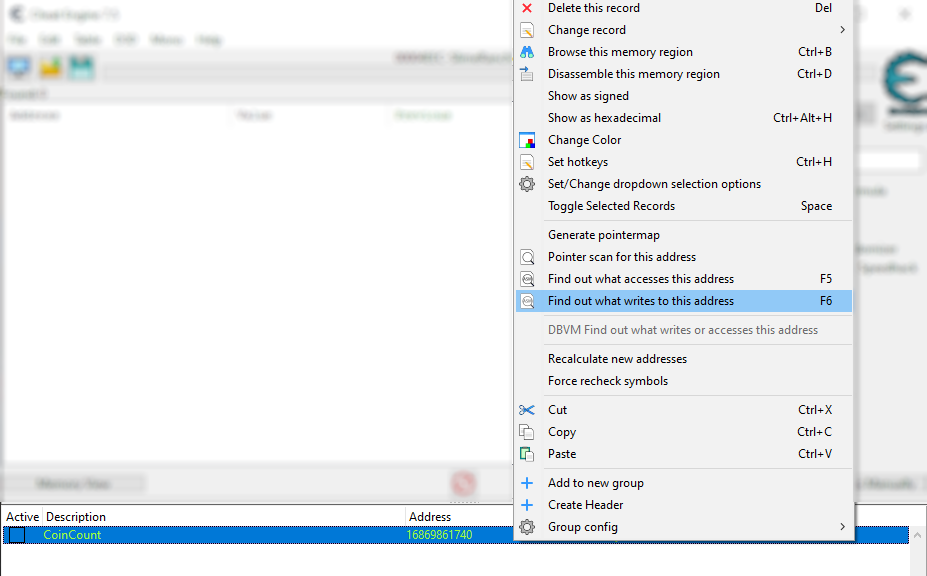 Delete this record Del
Change record
Browse this memory region Ctrl+B
Disassemble this memory region Ctrl+D
Show as signed
Show as hexadecimal Ctrl+Alt+H
Change Color
Set hotkeys Ctrl+H
Set/Change dropdown selection options
Toggle Selected Records Space
Generate pointermap
Pointer scan for this address
Find out what accesses this address F5
Find out what writes to this address F6
DBVM Find out what writes or accesses this address
Recalculate new addresses
Force recheck symbols
Cut Ctrl+X
Copy Ctrl+C
Paste Ctrl+V
Add to new group
Create Header
Group config
Active Description Address
CoinCount 16869861740